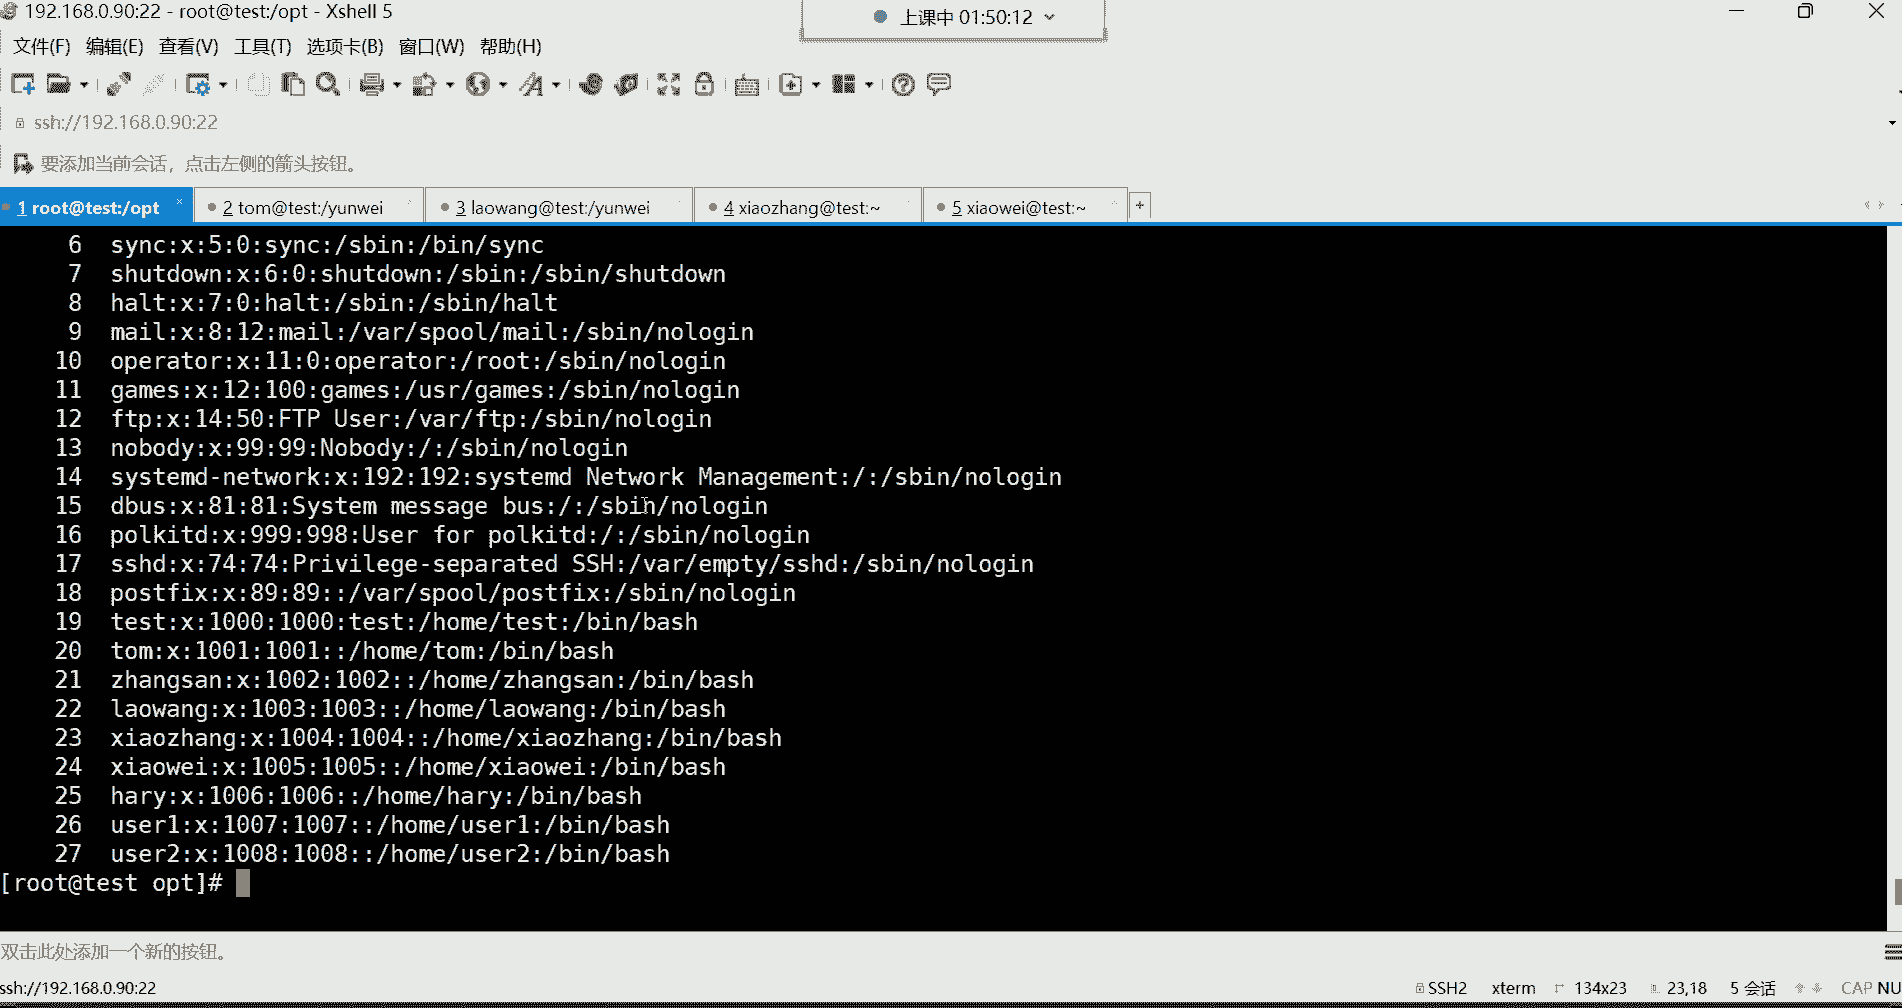 192.168.0.90:22 - root@test:/opt - Xshell 5
上课中 01:50:12
文件(F) 编辑(E) 查看(V) 工具(T) 选项卡(B) 窗口(W) 帮助(H)
ssh://192.168.0.90:22
要添加当前会话，点击左侧的箭头按钮。
1 root@test:/opt 2 tom@test:/yunwei 3 laowang@test:/yunwei 4 xiaozhang@test:~ 5 xiaowei@test:~
6 sync:x:5:0:sync:/sbin:/bin/sync
7 shutdown:x:6:0:shutdown:/sbin:/sbin/shutdown
8 halt:x:7:0:halt:/sbin:/sbin/halt
9 mail:x:8:12:mail:/var/spool/mail:/sbin/nologin
10 operator:x:11:0:operator:/root:/sbin/nologin
11 games:x:12:100:games:/usr/games:/sbin/nologin
12 ftp:x:14:50:FTP User:/var/ftp:/sbin/nologin
13 nobody:x:99:99:Nobody:/:/sbin/nologin
14 systemd-network:x:192:192:systemd Network Management:/:/sbin/nologin
15 dbus:x:81:81:System message bus:/:/sbin/nologin
16 polkitd:x:999:998:User for polkitd:/:/sbin/nologin
17 sshd:x:74:74:Privilege-separated SSH:/var/empty/sshd:/sbin/nologin
18 postfix:x:89:89::/var/spool/postfix:/sbin/nologin
19 test:x:1000:1000:test:/home/test:/bin/bash
20 tom:x:1001:1001::/home/tom:/bin/bash
21 zhangsan:x:1002:1002::/home/zhangsan:/bin/bash
22 laowang:x:1003:1003::/home/laowang:/bin/bash
23 xiaozhang:x:1004:1004::/home/xiaozhang:/bin/bash
24 xiaowei:x:1005:1005::/home/xiaowei:/bin/bash
25 hary:x:1006:1006::/home/hary:/bin/bash
26 user1:x:1007:1007::/home/user1:/bin/bash
27 user2:x:1008:1008::/home/user2:/bin/bash
[root@test opt]#
双击此处添加一个新的按钮。
ssh://192.168.0.90:22 SSH2 xterm 134x23 23,18 5 会话 CAP NU